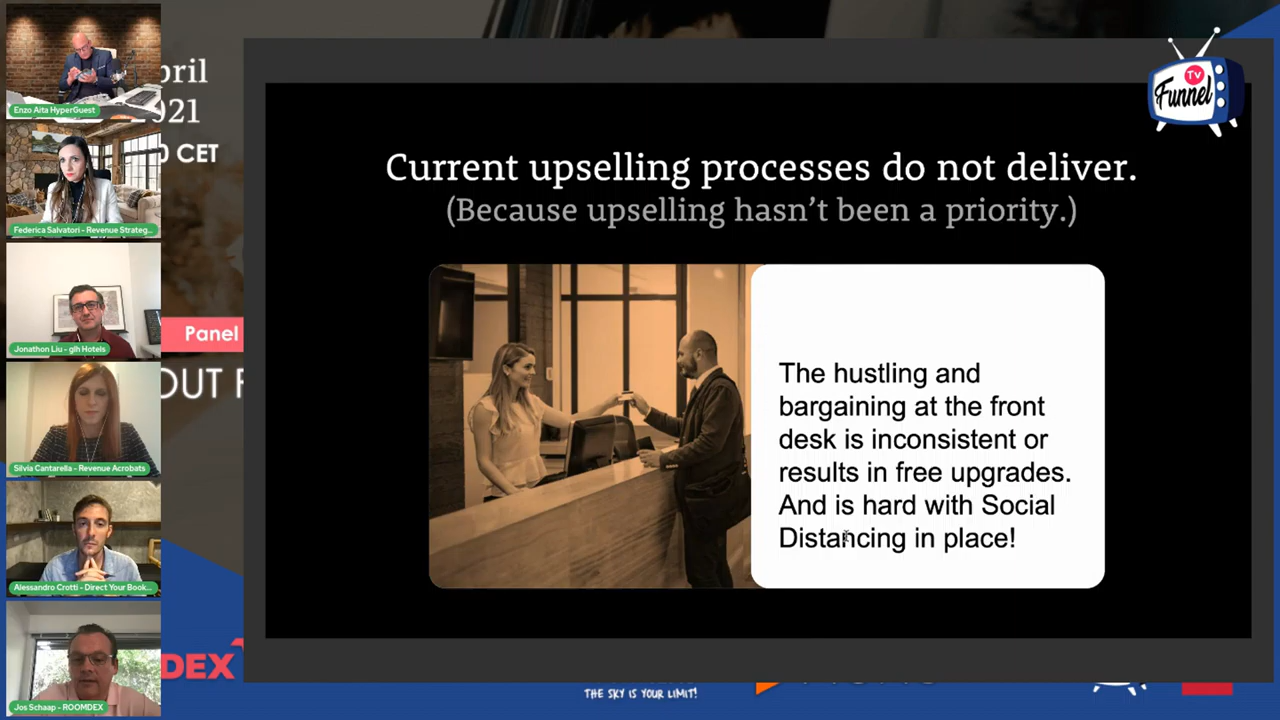 Enzo Aita HyperGuest
Federica Salvatori - Revenue Strateg...
Jonathon Liu - glh Hotels
Silvia Cantarella - Revenue Acrobats
Alessandro Crotti - Direct Your Book...
Jos Schaap - ROOMDEX
pril
2021
0 CET
Panel
OUT F
DEX
Current upselling processes do not deliver.
(Because upselling hasn't been a priority.)
The hustling and
bargaining at the front
desk is inconsistent or
results in free upgrades.
And is hard with Social
Distancing in place!
TV
Funnel
THE SKY IS YOUR LIMIT!